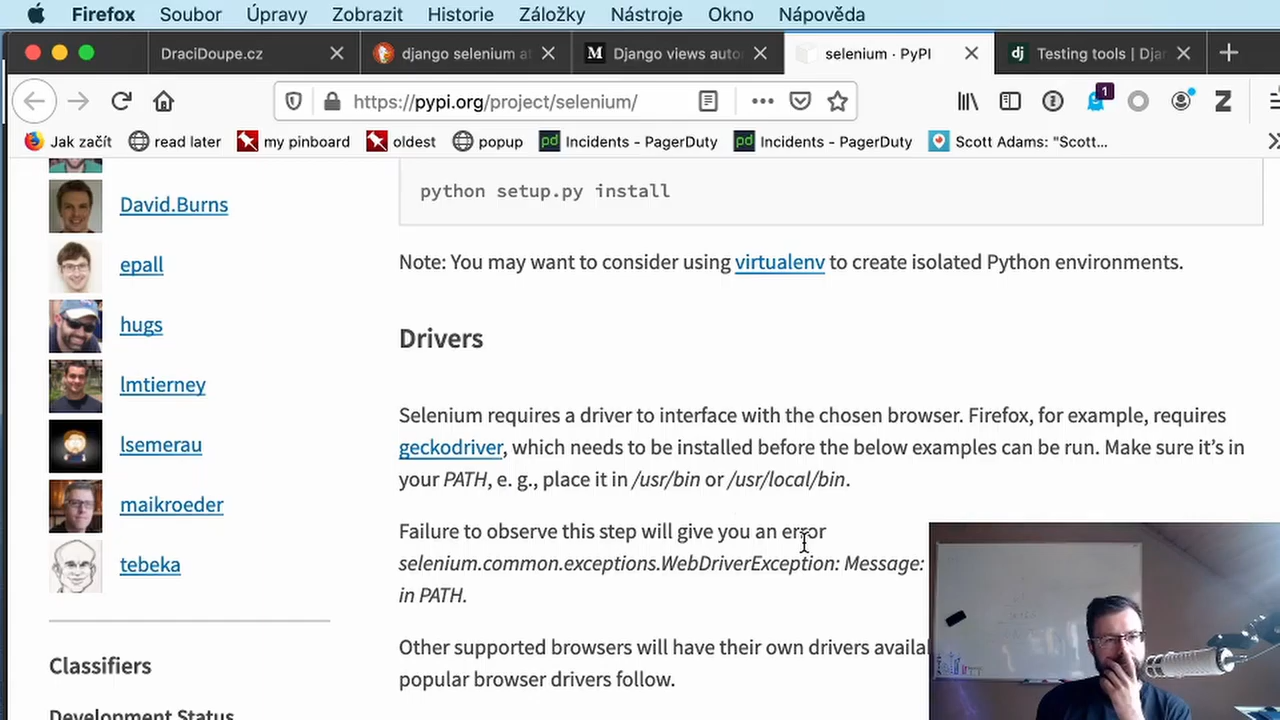 Firefox Soubor Úpravy Zobrazit Historie Záložky Nástroje Okno Nápověda
DraciDoupe.cz django selenium at Django views auto selenium · PyPI Testing tools | Djan
https://pypi.org/project/selenium/ 1
Jak začít read later my pinboard oldest popup Incidents - PagerDuty Incidents - PagerDuty Scott Adams: "Scott...
python setup.py install
David.Burns
Note: You may want to consider using virtualenv to create isolated Python environments.
epall
hugs
Drivers
lmtierney
Selenium requires a driver to interface with the chosen browser. Firefox, for example, requires
lsemerau
geckodriver, which needs to be installed before the below examples can be run. Make sure it’s in
your PATH, e. g., place it in /usr/bin or /usr/local/bin.
maikroeder
Failure to observe this step will give you an error
tebeka
selenium.common.exceptions.WebDriverException: Message:
in PATH.
Classifiers
Other supported browsers will have their own drivers availa
popular browser drivers follow.
Development Status